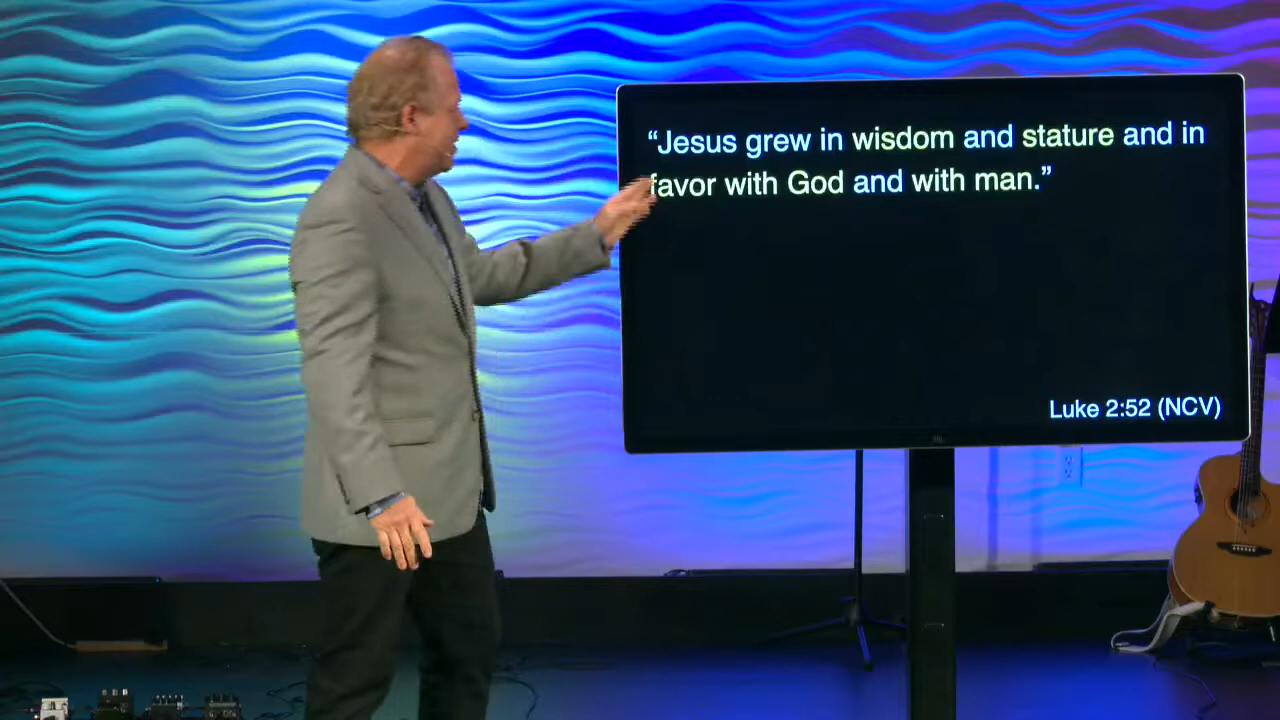 “Jesus grew in wisdom and stature and in
favor with God and with man.”
Luke 2:52 (NCV)